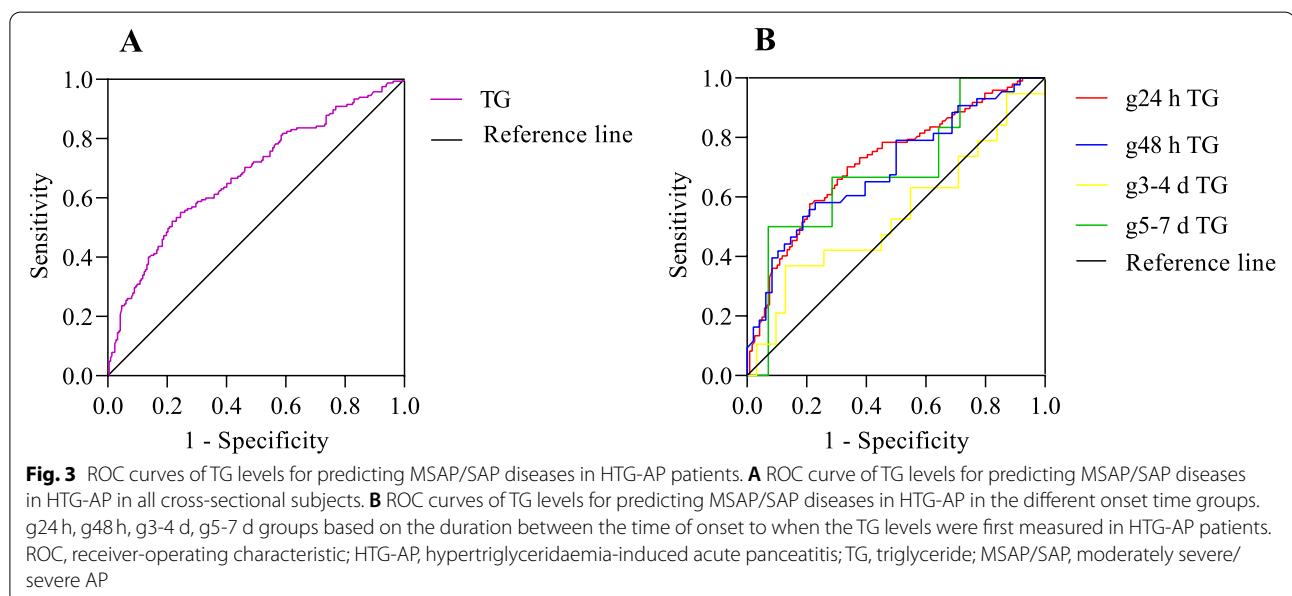 A
1.0
0.8
0.6
0.4
0.2
0.0
Sensitivity
0.0 0.2 0.4 0.6 0.8 1.0
1 - Specificity
TG
Reference line
B
1.0
0.8
0.6
0.4
0.2
0.0
Sensitivity
0.0 0.2 0.4 0.6 0.8 1.0
1 - Specificity
g24 h TG
g48 h TG
g3-4 d TG
g5-7 d TG
Reference line
Fig. 3 ROC curves of TG levels for predicting MSAP/SAP diseases in HTG-AP patients. A ROC curve of TG levels for predicting MSAP/SAP diseases
in HTG-AP in all cross-sectional subjects. B ROC curves of TG levels for predicting MSAP/SAP diseases in HTG-AP in the different onset time groups.
g24 h, g48 h, g3-4 d, g5-7 d groups based on the duration between the time of onset to when the TG levels were first measured in HTG-AP patients.
ROC, receiver-operating characteristic; HTG-AP, hypertriglyceridaemia-induced acute panceatitis; TG, triglyceride; MSAP/SAP, moderately severe/
severe AP